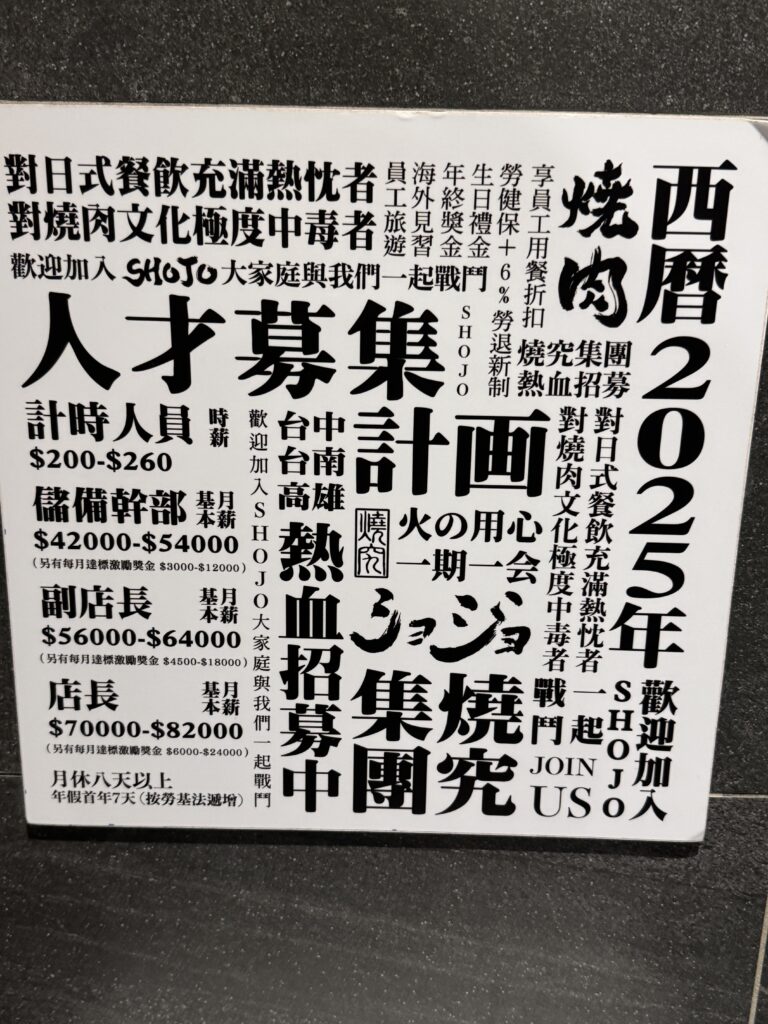 西暦2025年
歡迎加入
SHOJO
一起
戰鬥
JOIN
US
燒肉
享員工用餐折扣
勞健保+6%勞退新制
生日禮金
年終獎金
海外見習
員工旅遊
SHOJO
燒究集團
熱血招募
對日式餐飲充滿熱忱者
對燒肉文化極度中毒者
對日式餐飲充滿熱忱者
對燒肉文化極度中毒者
歡迎加入SHOJO大家庭與我們一起戰鬥
人才募集
計画
燒究
火の用心
一期一会
ショジョ
燒究
集團
台中
台南
高雄
熱血招募中
歡迎加入SHOJO大家庭與我們一起戰鬥
計時人員 時薪
$200-$260
儲備幹部 基本月薪
$42000-$54000
(另有每月達標激勵獎金 $3000-$12000)
副店長 基本月薪
$56000-$64000
(另有每月達標激勵獎金 $4500-$18000)
店長 基本月薪
$70000-$82000
(另有每月達標激勵獎金 $6000-$24000)
月休八天以上
年假首年7天(按勞基法遞增)